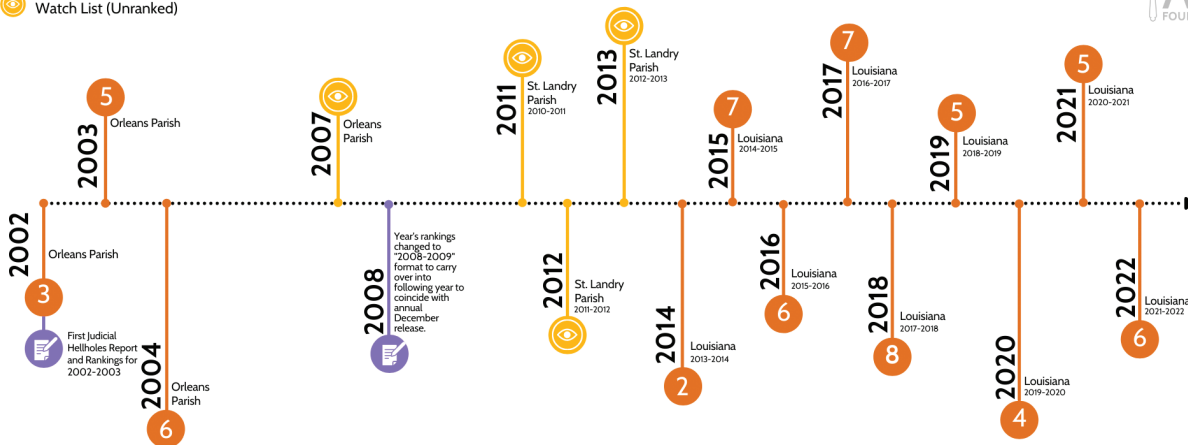 Watch List (Unranked)
FOU
2002
Orleans Parish
3
First Judicial
Hellholes Report
and Rankings for
2002-2003
2003
5
Orleans Parish
2004
Orleans
Parish
6
2007
Orleans
Parish
2008
Year's rankings
changed to
"2008-2009"
format to carry
over into
following year to
coincide with
annual
December
release.
2011
St. Landry
Parish
2010-2011
2012
St. Landry
Parish
2011-2012
2013
St. Landry
Parish
2012-2013
2014
Louisiana
2013-2014
2
2015
7
Louisiana
2014-2015
2016
Louisiana
2015-2016
6
2017
7
Louisiana
2016-2017
2018
Louisiana
2017-2018
8
2019
5
Louisiana
2018-2019
2020
Louisiana
2019-2020
4
2021
5
Louisiana
2020-2021
2022
Louisiana
2021-2022
6